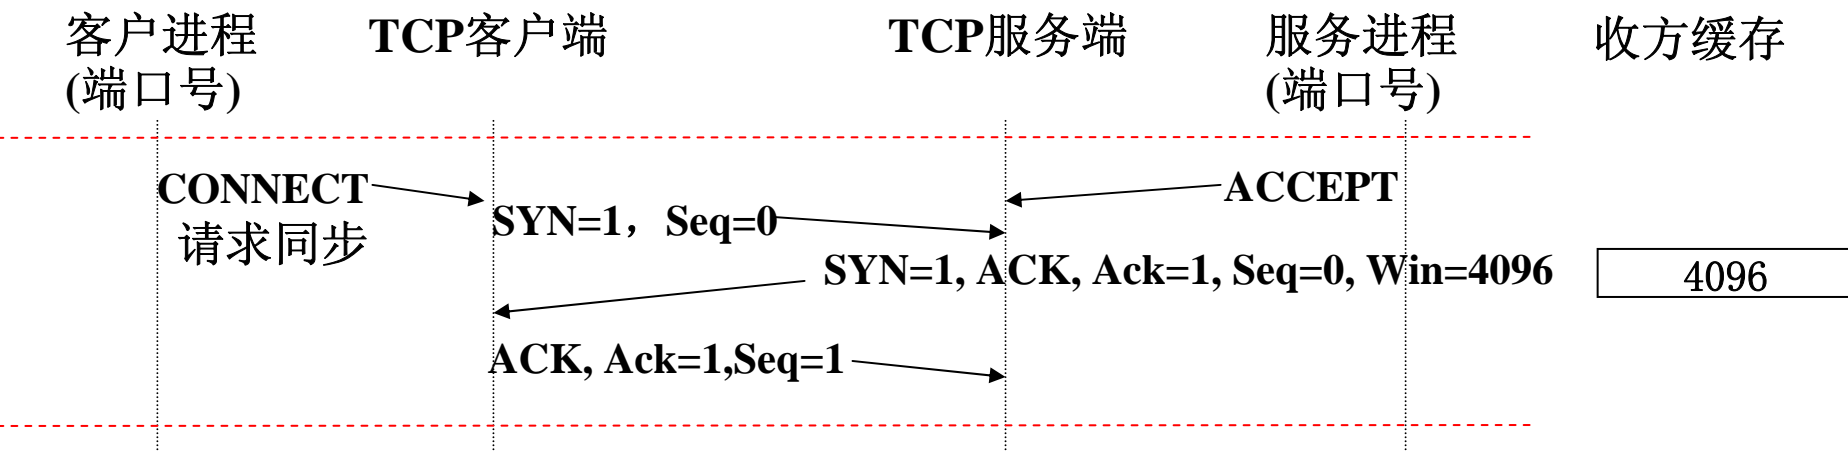 客户进程
(端口号)
TCP客户端
TCP服务端
服务进程
(端口号)
收方缓存
CONNECT
请求同步
ACCEPT
SYN=1，Seq=0
SYN=1, ACK, Ack=1, Seq=0, Win=4096
4096
ACK, Ack=1,Seq=1